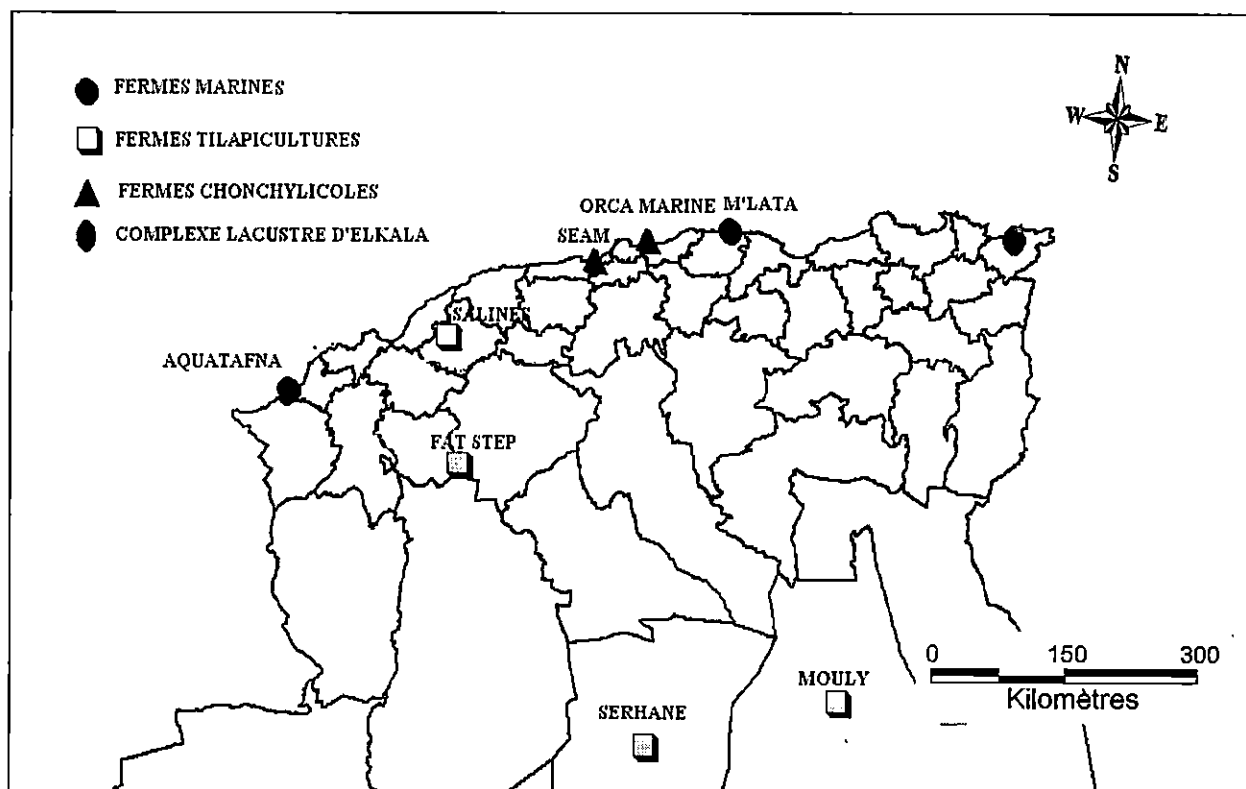 FERMES MARINES
FERMES TILAPICULTURES
FERMES CHONCHYLICOLES
COMPLEXE LACUSTRE D'ELKALA
N
W E
S
ORCA MARINE M'LATA
SEAM
SALINES
AQUATAFNA
FAT STEP
0 150 300
Kilomètres
MOULY
SERHANE